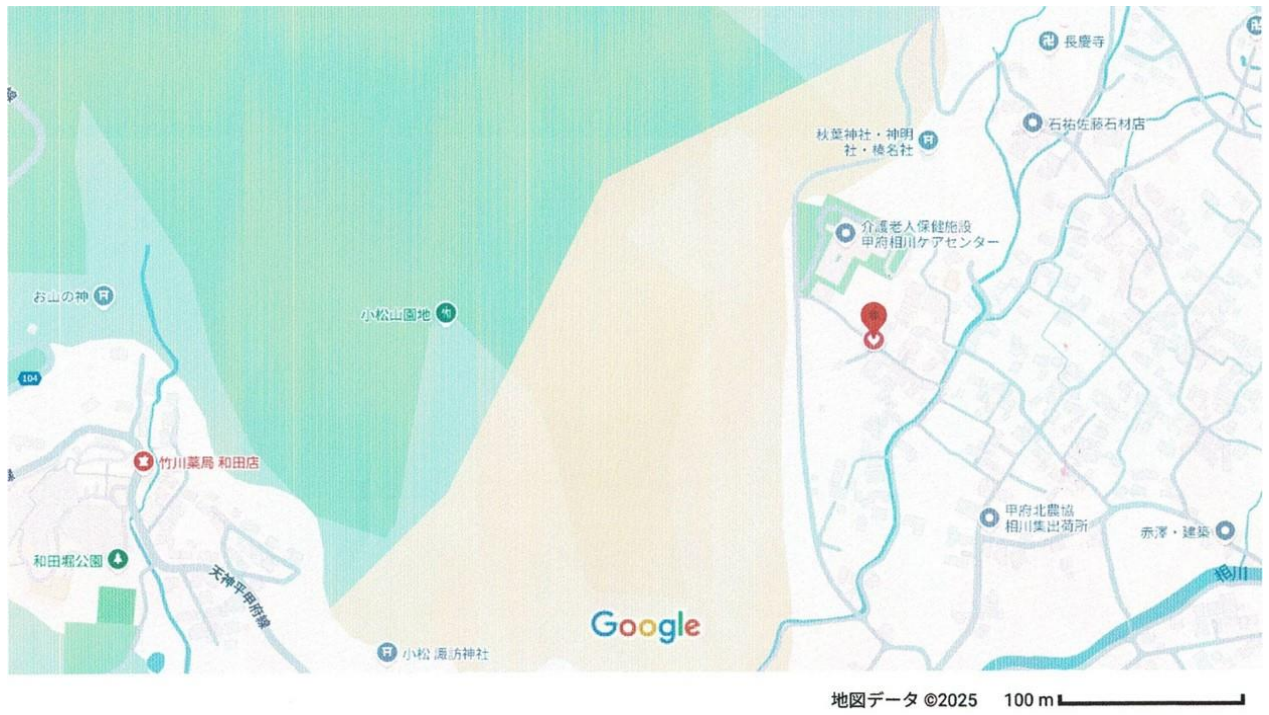 長慶寺
石祐佐藤石材店
秋葉神社・神明
社・榛名社
介護老人保健施設
甲府相川ケアセンター
お山の神
小松山園地
104
竹川薬局 和田店
甲府北農協
相川集出荷所
赤澤・建築
和田堀公園
天神平甲府線
相川
Google
小松 諏訪神社
地図データ ©2025
100 m